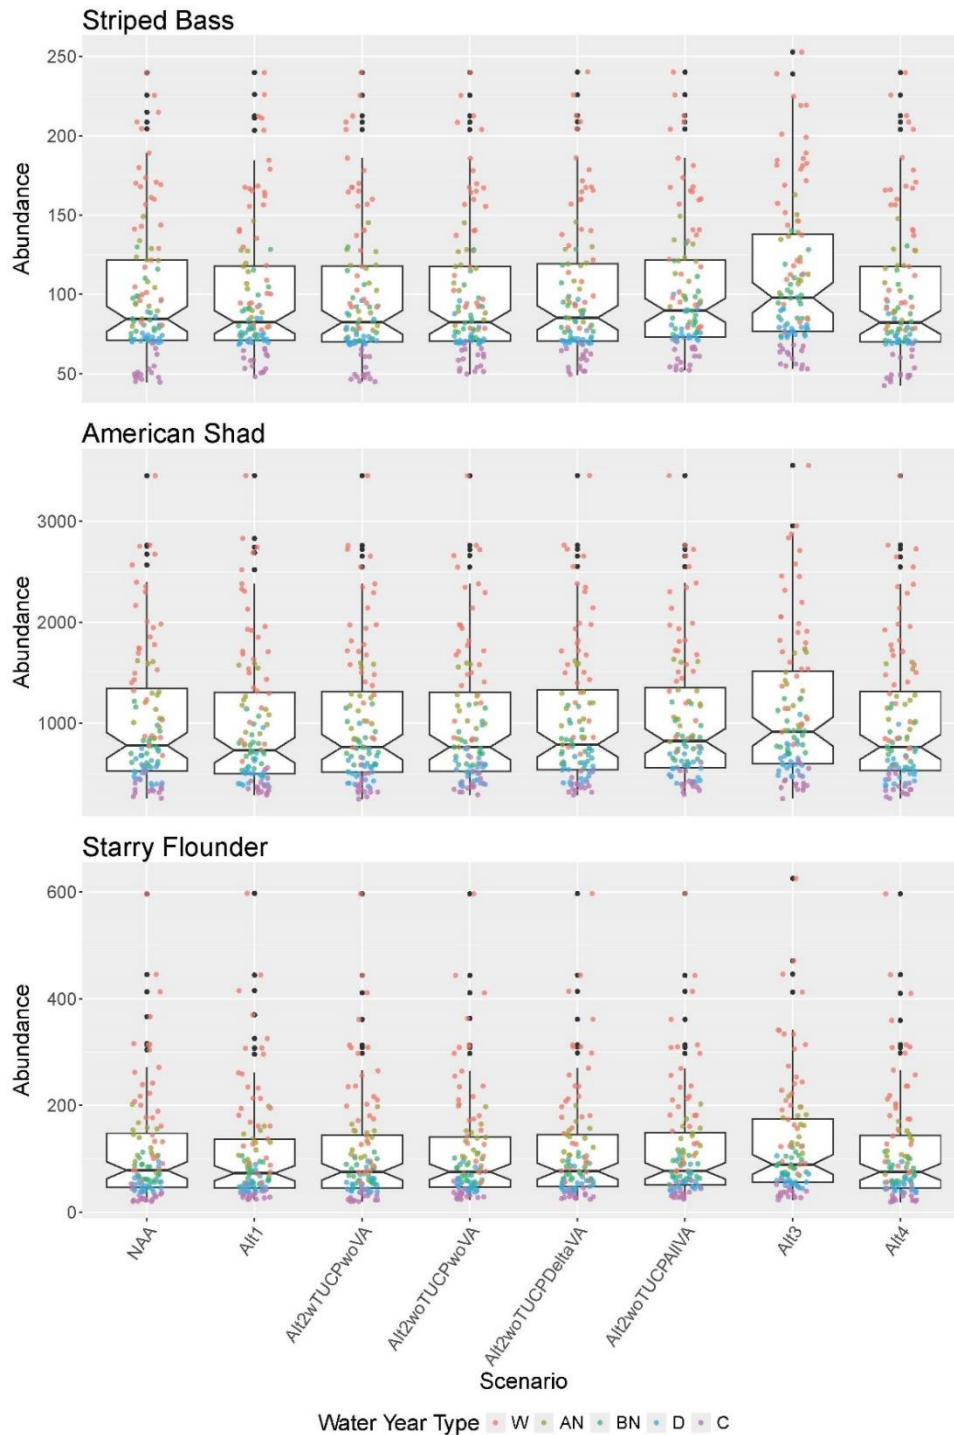 Striped Bass
250
200
150
100
50
Abundance
American Shad
3000
2000
1000
Abundance
Starry Flounder
600
400
200
0
Abundance
NAA
Alt1
Alt2wTUCPwoVA
Alt2woTUCPwoVA
Alt2woTUCPDeltaVA
Alt2woTUCPAllVA
Alt3
Alt4
Scenario
Water Year Type W AN BN D C